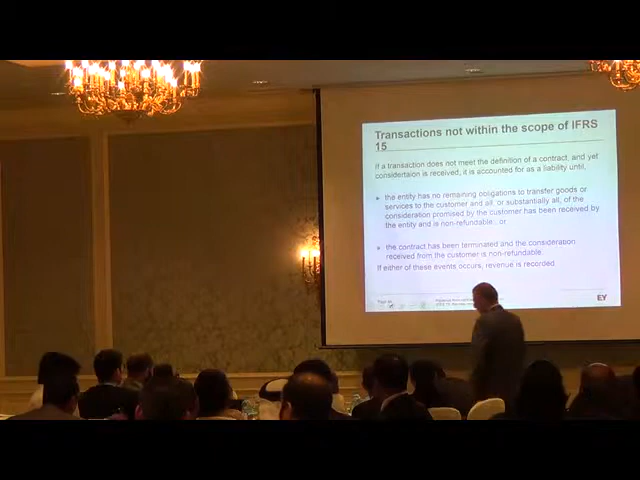 Transactions not within the scope of IFRS
15
If a transaction does not meet the definition of a contract, and yet
considertaion is received, it is accounted for as a liability until,
the entity has no remaining obligations to transfer goods or
services to the customer and all, or substantially all, of the
consideration promised by the customer has been received by
the entity and is non-refundable.. or
the contract has been terminated and the consideration
received from the customer is non-refundable.
If either of these events occurs, revenue is recorded
EY